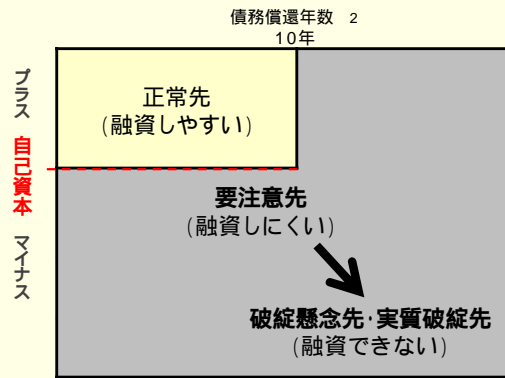 債務償還年数 2
10年
プラス 自己資本 マイナス
正常先
(融資しやすい)
要注意先
(融資しにくい)
破綻懸念先･実質破綻先
(融資できない)